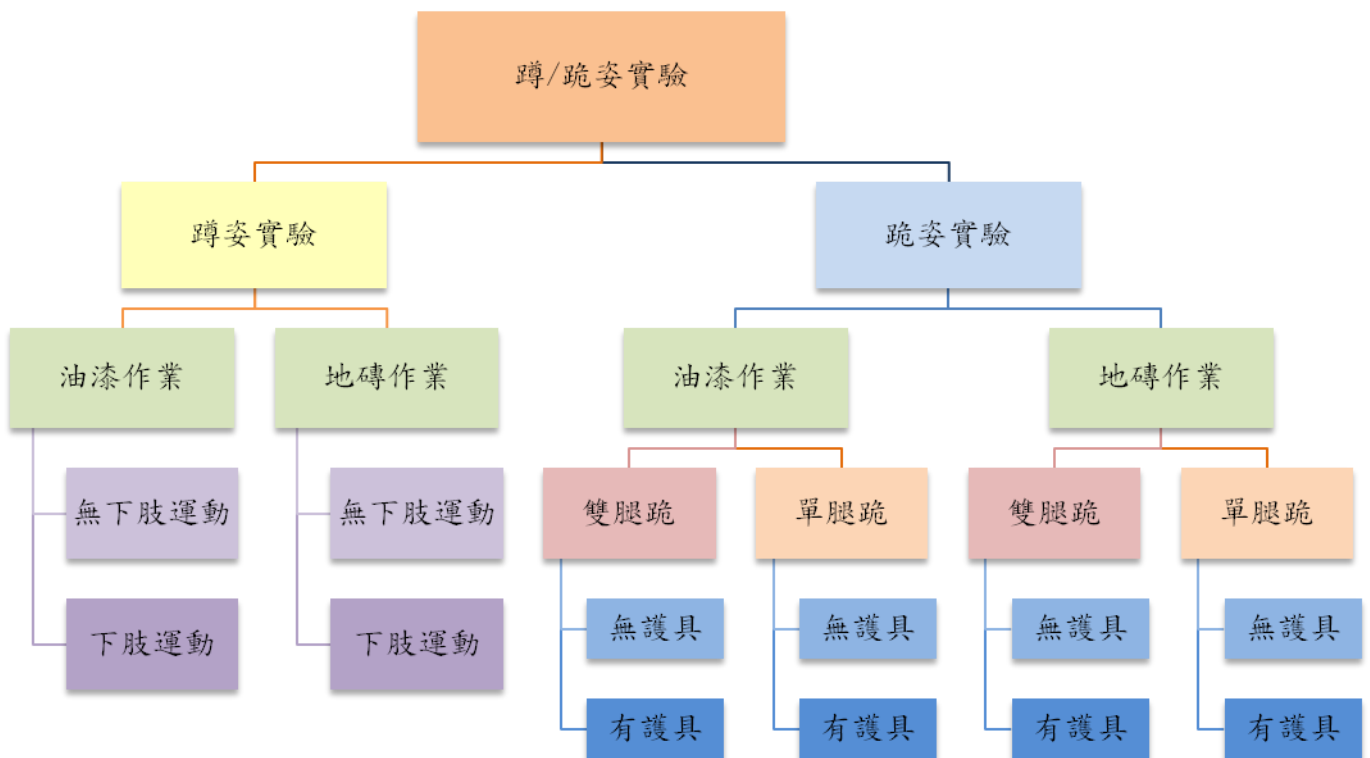 蹲/跪姿實驗
蹲姿實驗
跪姿實驗
油漆作業
地磚作業
油漆作業
地磚作業
無下肢運動
無下肢運動
雙腿跪
單腿跪
雙腿跪
單腿跪
下肢運動
下肢運動
無護具
無護具
無護具
無護具
有護具
有護具
有護具
有護具